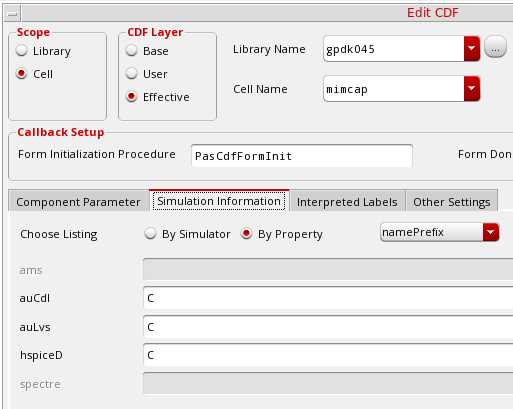 Edit CDF
Scope
Library
Cell
CDF Layer
Base
User
Effective
Library Name gpdk045 ...
Cell Name mimcap
Callback Setup
Form Initialization Procedure PasCdfFormInit Form Don
Component Parameter Simulation Information Interpreted Labels Other Settings
Choose Listing By Simulator By Property namePrefix
ams
auCdl C
auLvs C
hspiceD C
spectre